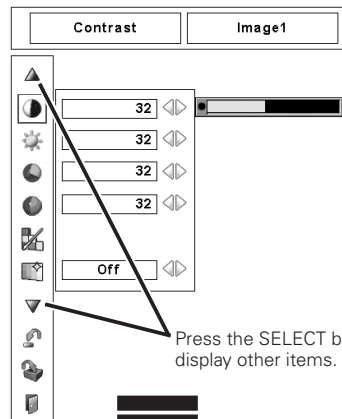 Contrast Image1
32
32
32
32
Off
Press the SELECT b
display other items.